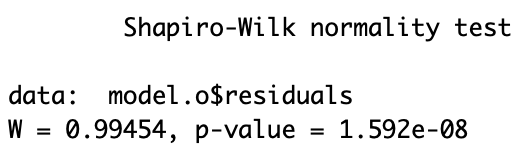 Shapiro-Wilk normality test
data:  model.o$residuals
W = 0.99454, p-value = 1.592e-08